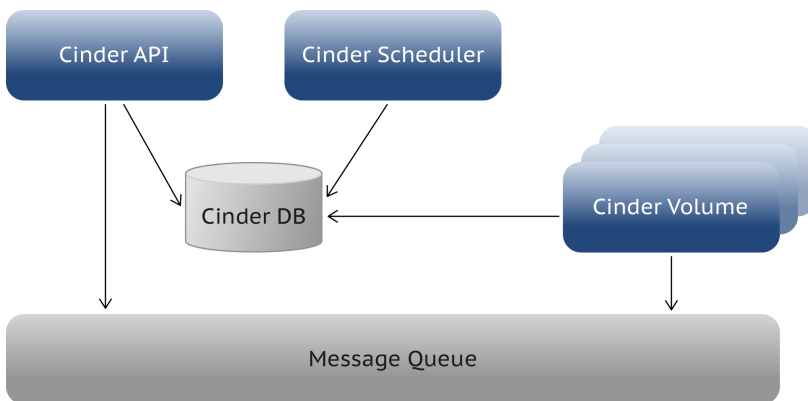 Cinder API
Cinder Scheduler
Cinder Volume
Cinder DB
Message Queue